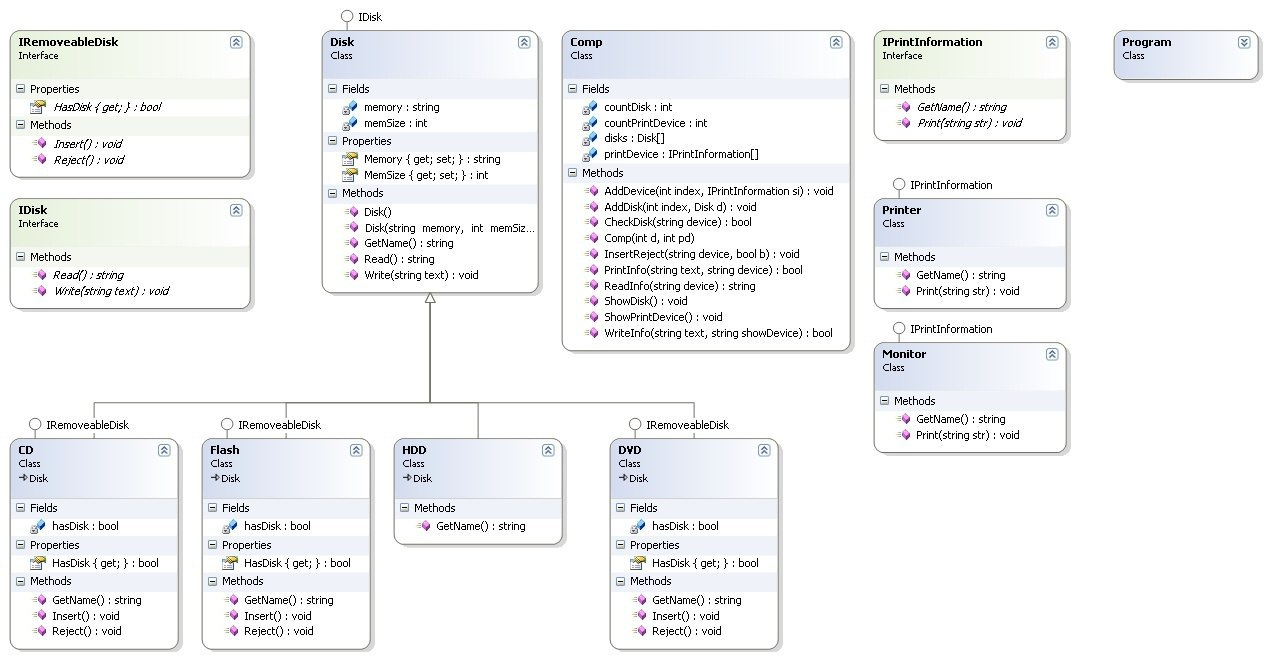 IRemoveableDisk
Interface
Properties
HasDisk { get; } : bool
Methods
Insert() : void
Reject() : void
IDisk
Interface
Methods
Read() : string
Write(string text) : void
IDisk
Disk
Class
Fields
memory : string
memSize : int
Properties
Memory { get; set; } : string
MemSize { get; set; } : int
Methods
Disk()
Disk(string memory, int memSiz...
GetName() : string
Read() : string
Write(string text) : void
Comp
Class
Fields
countDisk : int
countPrintDevice : int
disks : Disk[]
printDevice : IPrintInformation[]
Methods
AddDevice(int index, IPrintInformation si) : void
AddDisk(int index, Disk d) : void
CheckDisk(string device) : bool
Comp(int d, int pd)
InsertReject(string device, bool b) : void
PrintInfo(string text, string device) : bool
ReadInfo(string device) : string
ShowDisk() : void
ShowPrintDevice() : void
WriteInfo(string text, string showDevice) : bool
IPrintInformation
Interface
Methods
GetName() : string
Print(string str) : void
IPrintInformation
Printer
Class
Methods
GetName() : string
Print(string str) : void
IPrintInformation
Monitor
Class
Methods
GetName() : string
Print(string str) : void
Program
Class
IRemoveableDisk
CD
Class
Disk
Fields
hasDisk : bool
Properties
HasDisk { get; } : bool
Methods
GetName() : string
Insert() : void
Reject() : void
IRemoveableDisk
Flash
Class
Disk
Fields
hasDisk : bool
Properties
HasDisk { get; } : bool
Methods
GetName() : string
Insert() : void
Reject() : void
HDD
Class
Disk
Methods
GetName() : string
IRemoveableDisk
DVD
Class
Disk
Fields
hasDisk : bool
Properties
HasDisk { get; } : bool
Methods
GetName() : string
Insert() : void
Reject() : void